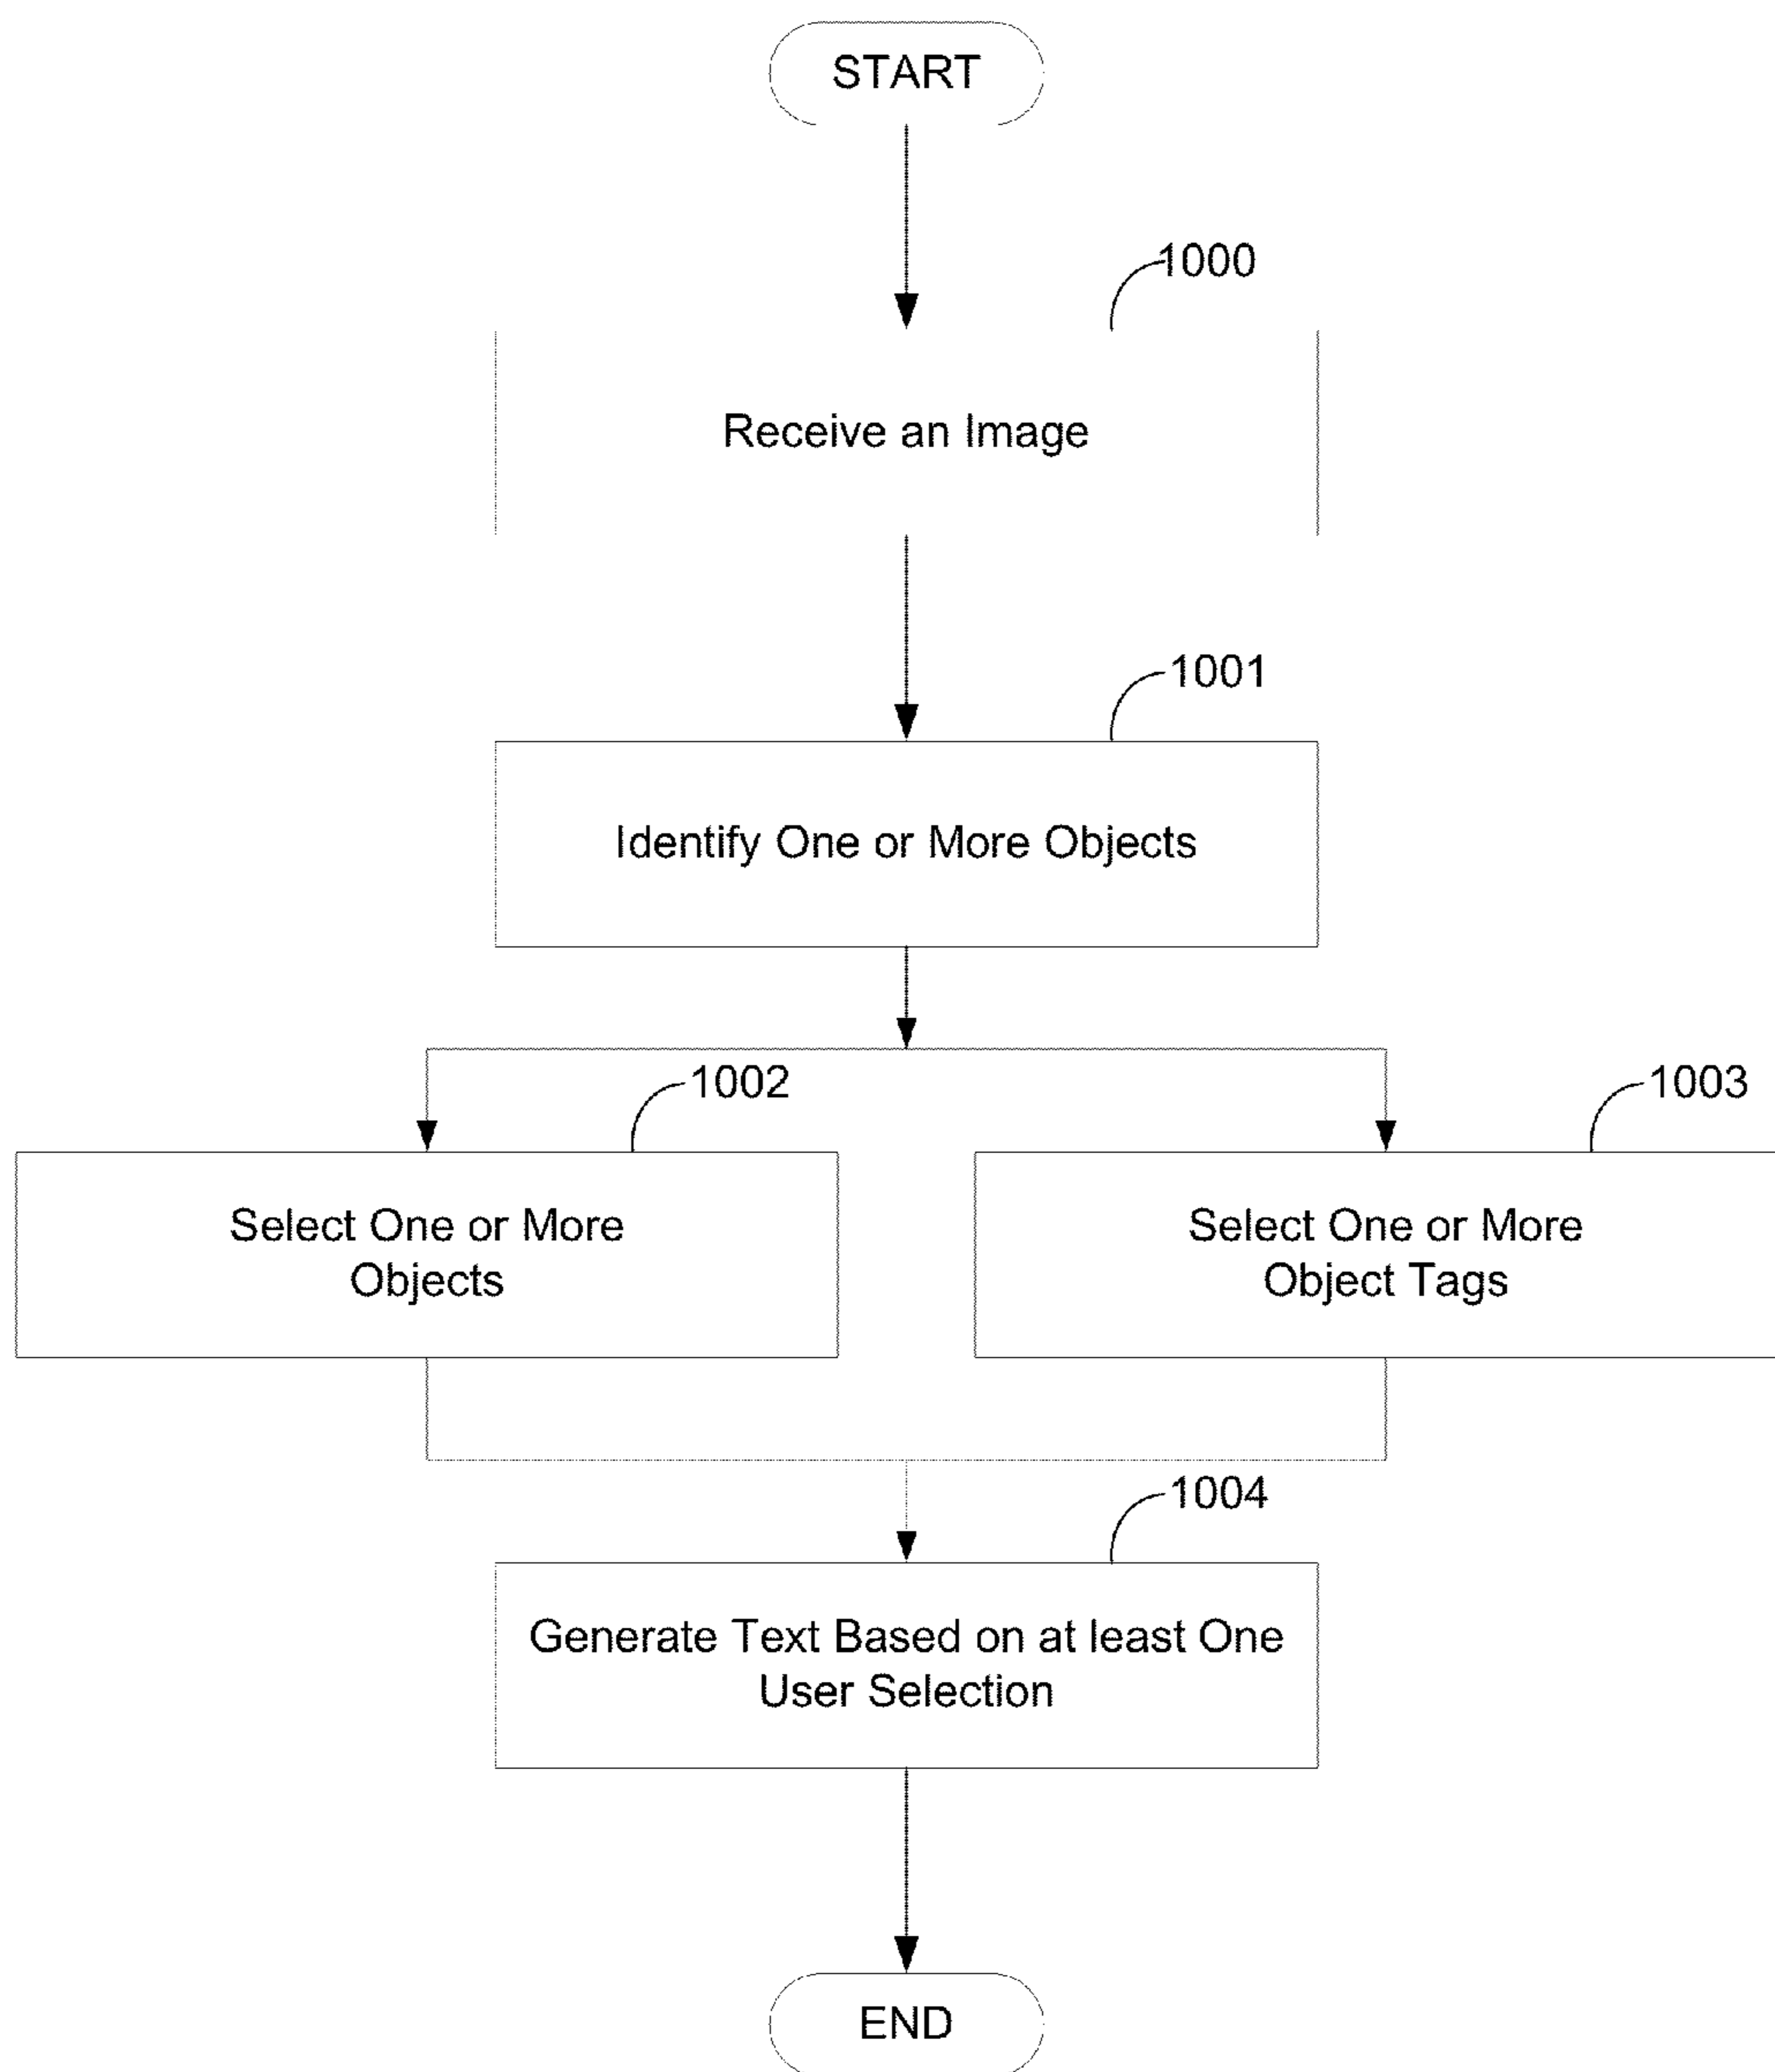 START
1000
Receive an Image
1001
Identify One or More Objects
1002
1003
Select One or More
Objects
Select One or More
Object Tags
1004
Generate Text Based on at least One
User Selection
END